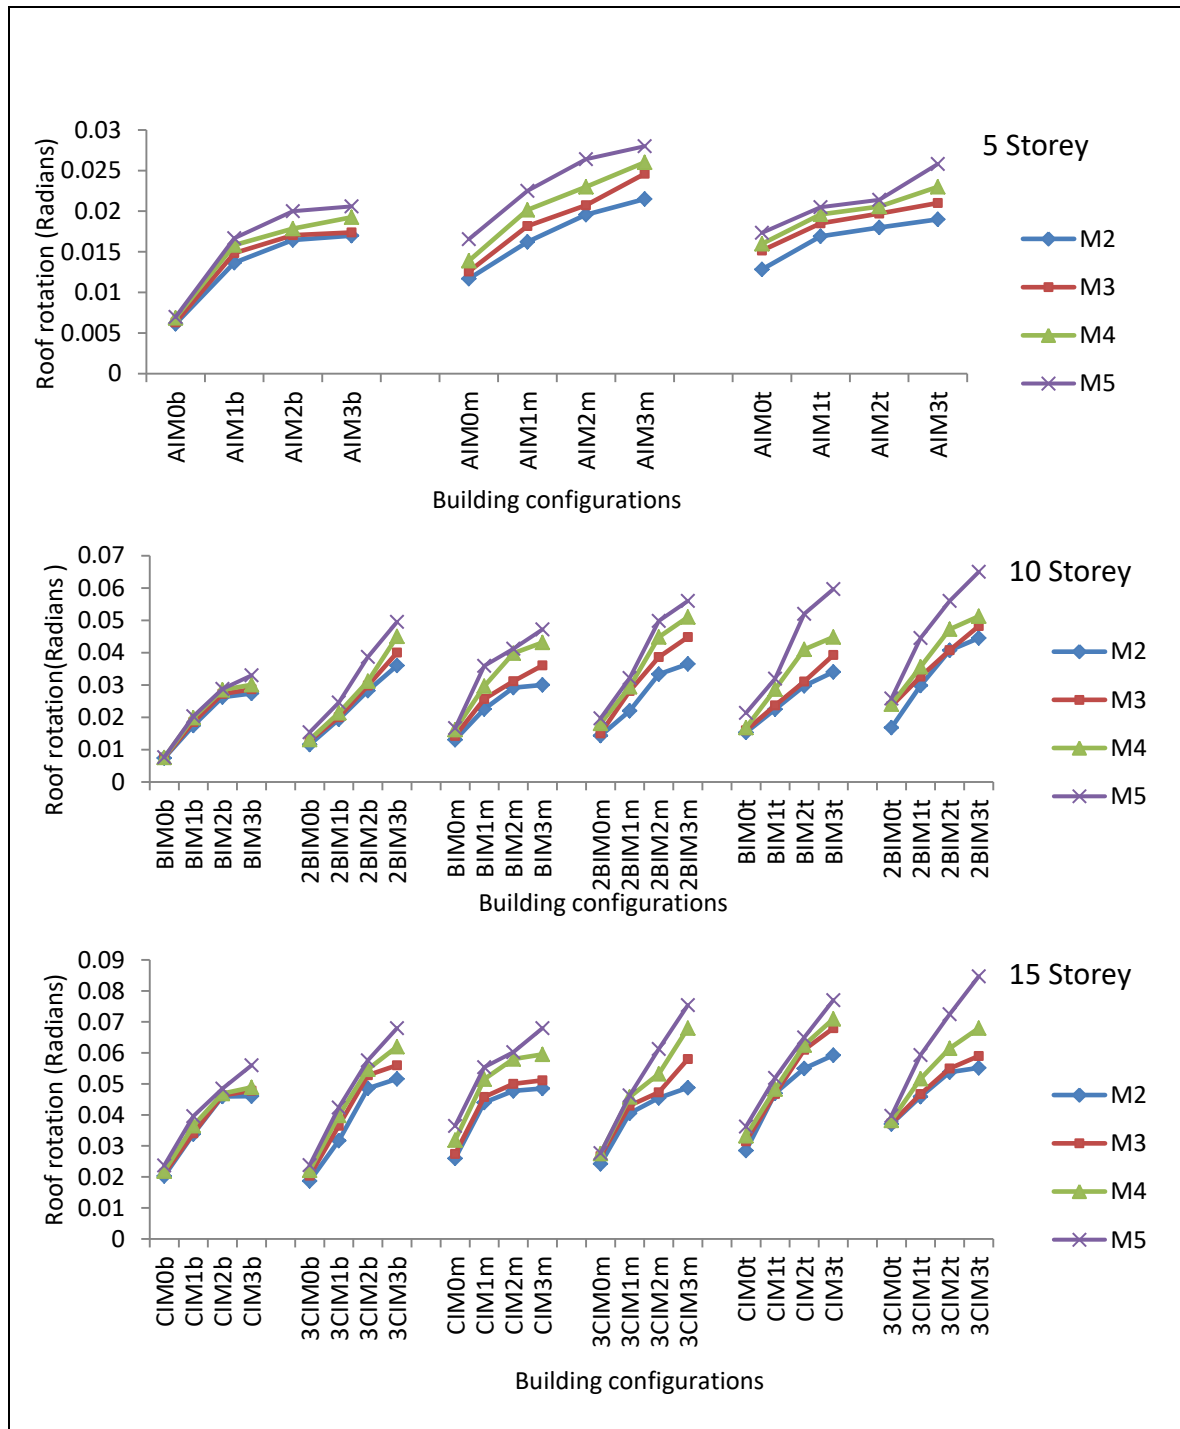 5 Storey
Roof rotation (Radians)
0.03
0.025
0.02
0.015
0.01
0.005
0
AIM0b
AIM1b
AIM2b
AIM3b
AIM0m
AIM1m
AIM2m
AIM3m
AIM0t
AIM1t
AIM2t
AIM3t
M2
M3
M4
M5
Building configurations
10 Storey
Roof rotation(Radians )
0.07
0.06
0.05
0.04
0.03
0.02
0.01
0
BIM0b
BIM1b
BIM2b
BIM3b
2BIM0b
2BIM1b
2BIM2b
2BIM3b
BIM0m
BIM1m
BIM2m
BIM3m
2BIM0m
2BIM1m
2BIM2m
2BIM3m
BIM0t
BIM1t
BIM2t
BIM3t
2BIM0t
2BIM1t
2BIM2t
2BIM3t
M2
M3
M4
M5
Building configurations
15 Storey
Roof rotation (Radians)
0.09
0.08
0.07
0.06
0.05
0.04
0.03
0.02
0.01
0
CIM0b
CIM1b
CIM2b
CIM3b
3CIM0b
3CIM1b
3CIM2b
3CIM3b
CIM0m
CIM1m
CIM2m
CIM3m
3CIM0m
3CIM1m
3CIM2m
3CIM3m
CIM0t
CIM1t
CIM2t
CIM3t
3CIM0t
3CIM1t
3CIM2t
3CIM3t
M2
M3
M4
M5
Building configurations